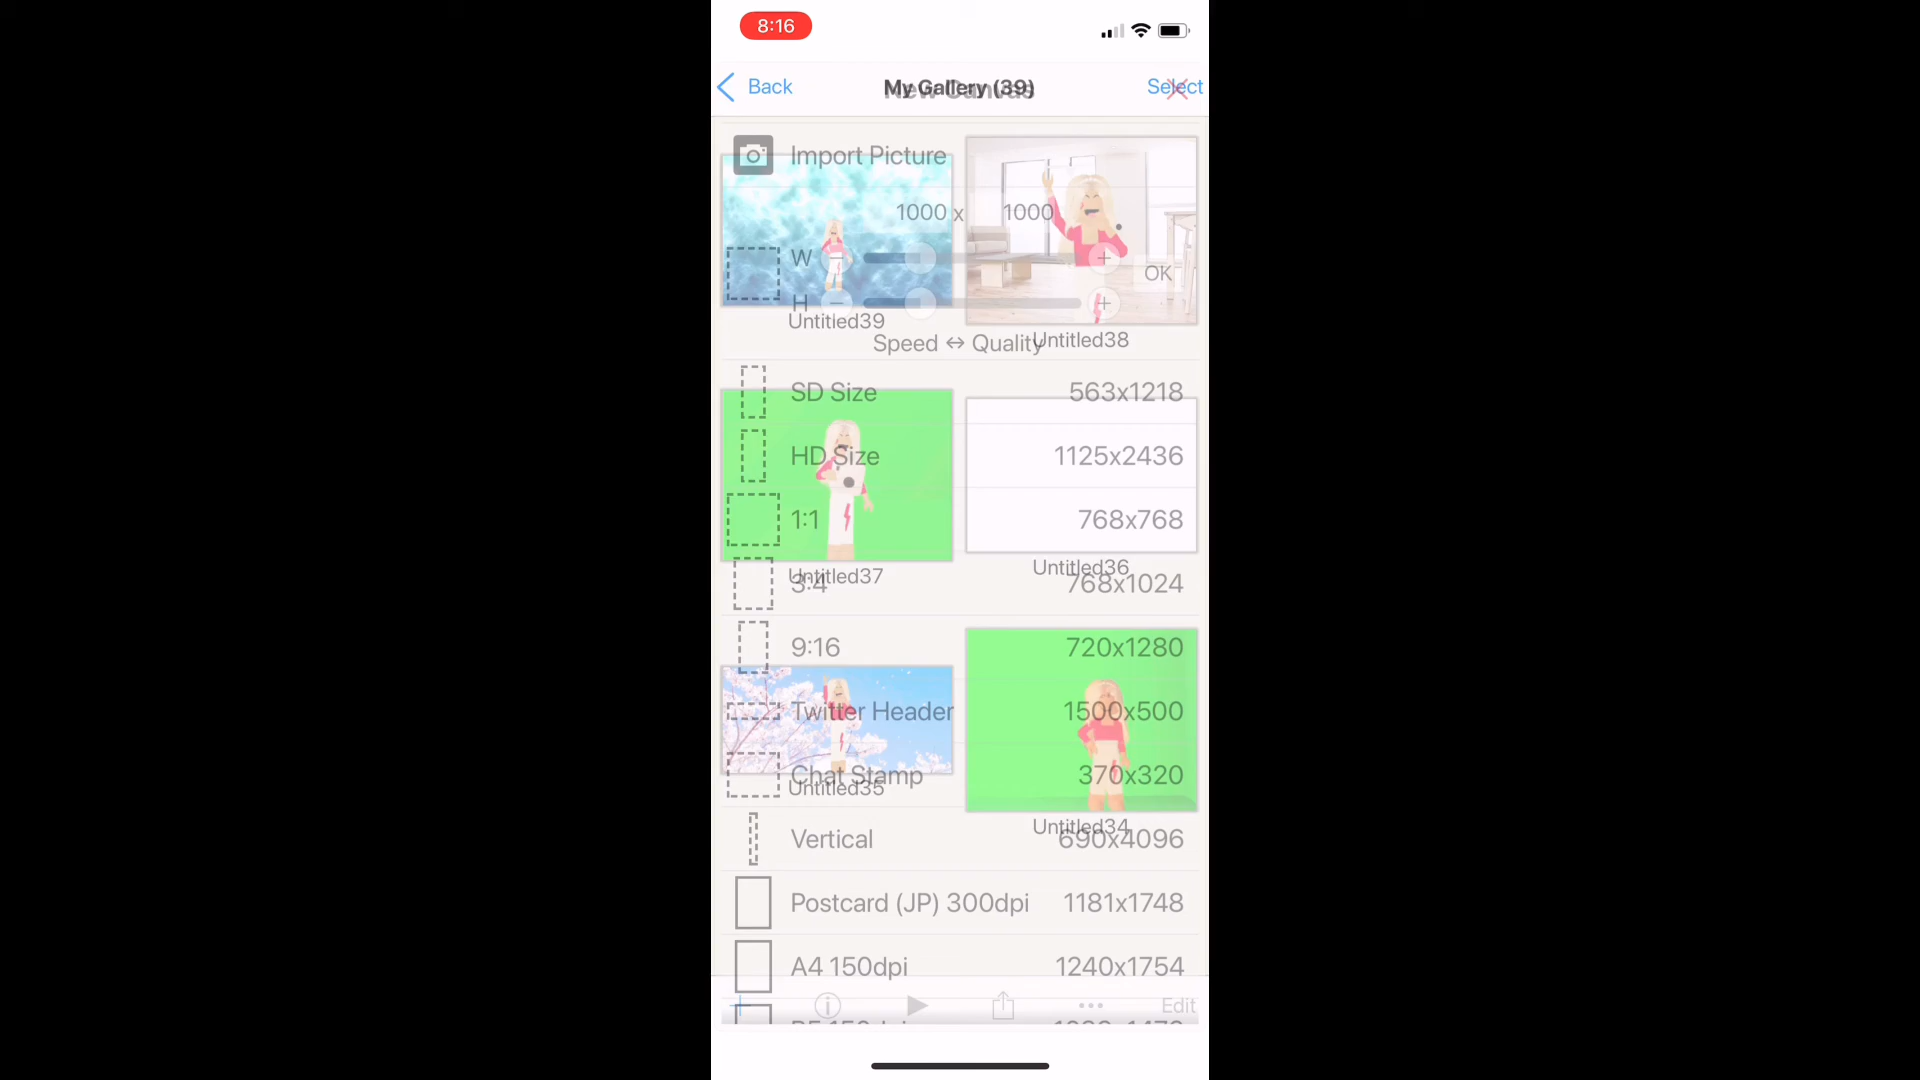 8:16
Back
My Gallery (39)
New Canvas
Select
Import Picture
1000 x 1000
W
OK
H
Untitled39
Untitled38
Speed ↔ Quality
SD Size 563x1218
HD Size 1125x2436
1:1 768x768
Untitled37
Untitled36
3:4 768x1024
9:16 720x1280
Twitter Header 1500x500
Chat Stamp 370x320
Untitled35
Untitled34
Vertical 690x4096
Postcard (JP) 300dpi 1181x1748
A4 150dpi 1240x1754
Edit